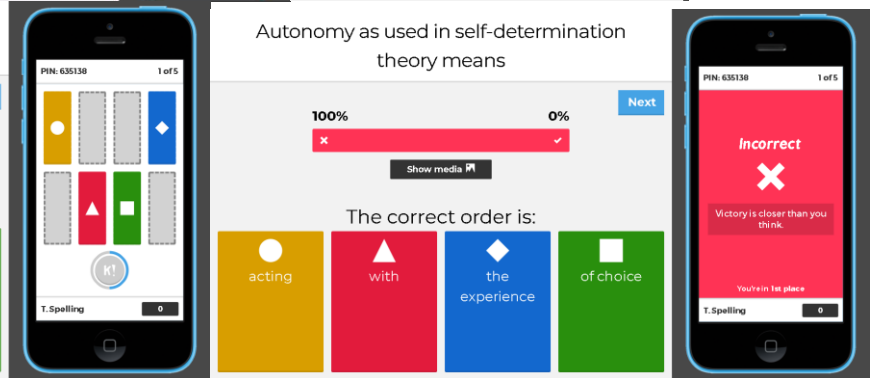 PIN: 635138 1 of 5
K!
T.Spelling 0
Autonomy as used in self-determination
theory means
Next
100% 0%
Show media
The correct order is:
acting
with
the
experience
of choice
PIN: 635138 1 of 5
Incorrect
Victory is closer than you
think.
You're in 1st place
T.Spelling 0